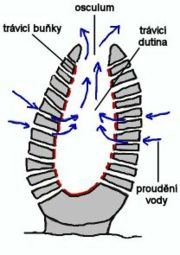 osculum
trávicí buňky
trávicí
dutina
proudění
vody